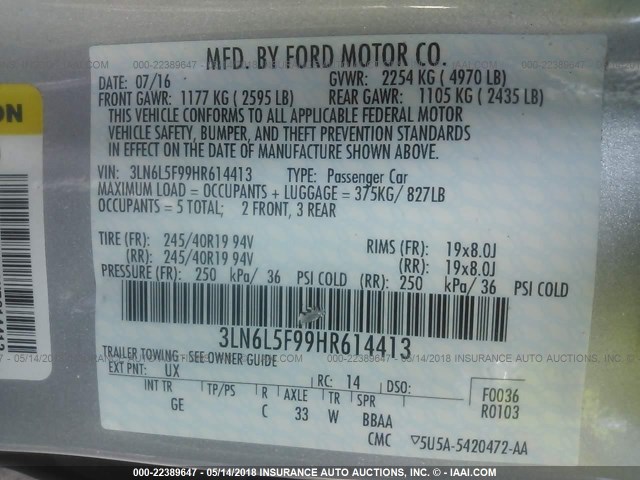 MFD. BY FORD MOTOR CO.
DATE: 07/16 GVWR: 2254 KG ( 4970 LB)
FRONT GAWR: 1177 KG ( 2595 LB) REAR GAWR: 1105 KG ( 2435 LB)
THIS VEHICLE CONFORMS TO ALL APPLICABLE FEDERAL MOTOR
VEHICLE SAFETY, BUMPER, AND THEFT PREVENTION STANDARDS
IN EFFECT ON THE DATE OF MANUFACTURE SHOWN ABOVE.
VIN: 3LN6L5F99HR614413 TYPE: Passenger Car
MAXIMUM LOAD = OCCUPANTS + LUGGAGE = 375KG/ 827LB
OCCUPANTS = 5 TOTAL; 2 FRONT, 3 REAR
TIRE (FR): 245/40R19 94V RIMS (FR): 19x8.0J
(RR): 245/40R19 94V (RR): 19x8.0J
PRESSURE (FR): 250 kPa/ 36 PSI COLD (RR): 250 kPa/ 36 PSI COLD
3LN6L5F99HR614413
TRAILER TOWING - SEE OWNER GUIDE
EXT PNT: UX RC: 14 DSO: F0036
INT TR TP/PS R AXLE TR SPR R0103
GE C 33 W BBAA
CMC ▽5U5A-5420472-AA
000-22389647 - 05/14/2018 INSURANCE AUTO AUCTIONS, INC. - © - IAAI.COM